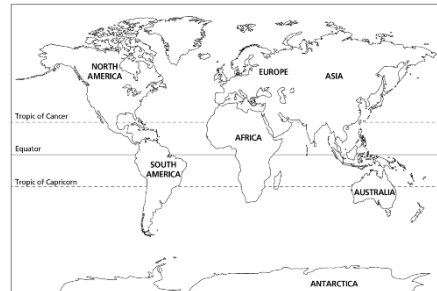 NORTH
AMERICA
EUROPE
ASIA
Tropic of Cancer
AFRICA
Equator
SOUTH
AMERICA
Tropic of Capricorn
AUSTRALIA
ANTARCTICA